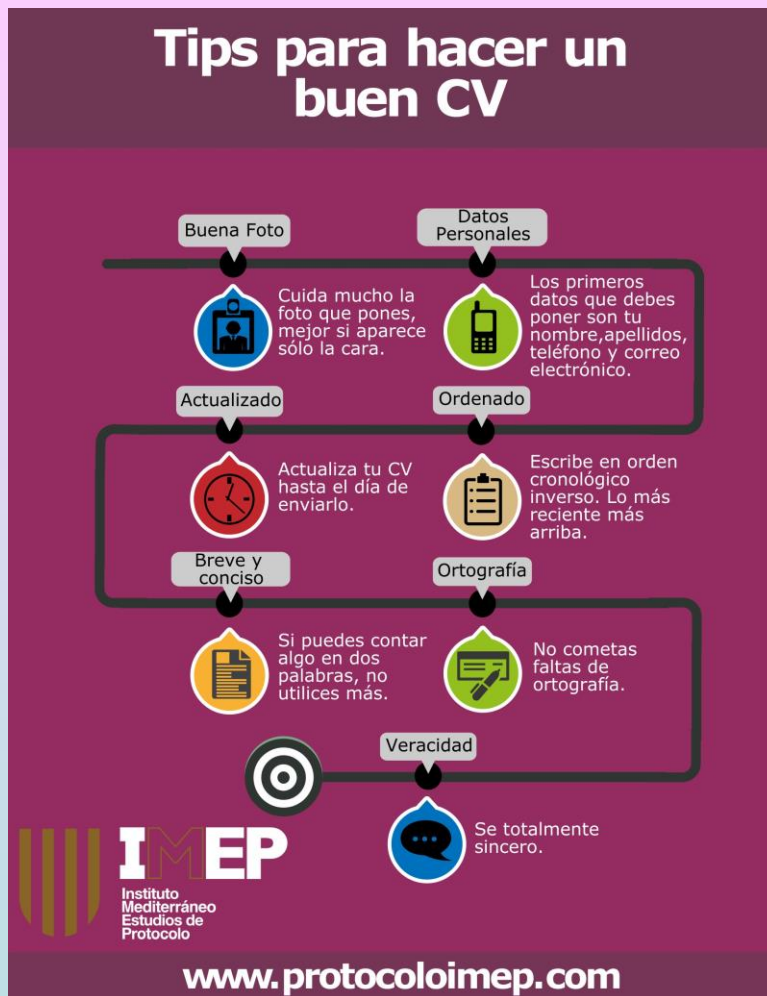 Tips para hacer un
buen CV
Buena Foto
Cuida mucho la
foto que pones,
mejor si aparece
sólo la cara.
Datos
Personales
Los primeros
datos que debes
poner son tu
nombre,apellidos,
teléfono y correo
electrónico.
Ordenado
Escribe en orden
cronológico
inverso. Lo más
reciente más
arriba.
Actualizado
Actualiza tu CV
hasta el día de
enviarlo.
Breve y
conciso
Si puedes contar
algo en dos
palabras, no
utilices más.
Ortografía
No cometas
faltas de
ortografía.
Veracidad
Se totalmente
sincero.
IMEP
Instituto
Mediterráneo
Estudios de
Protocolo
www.protocoloimep.com